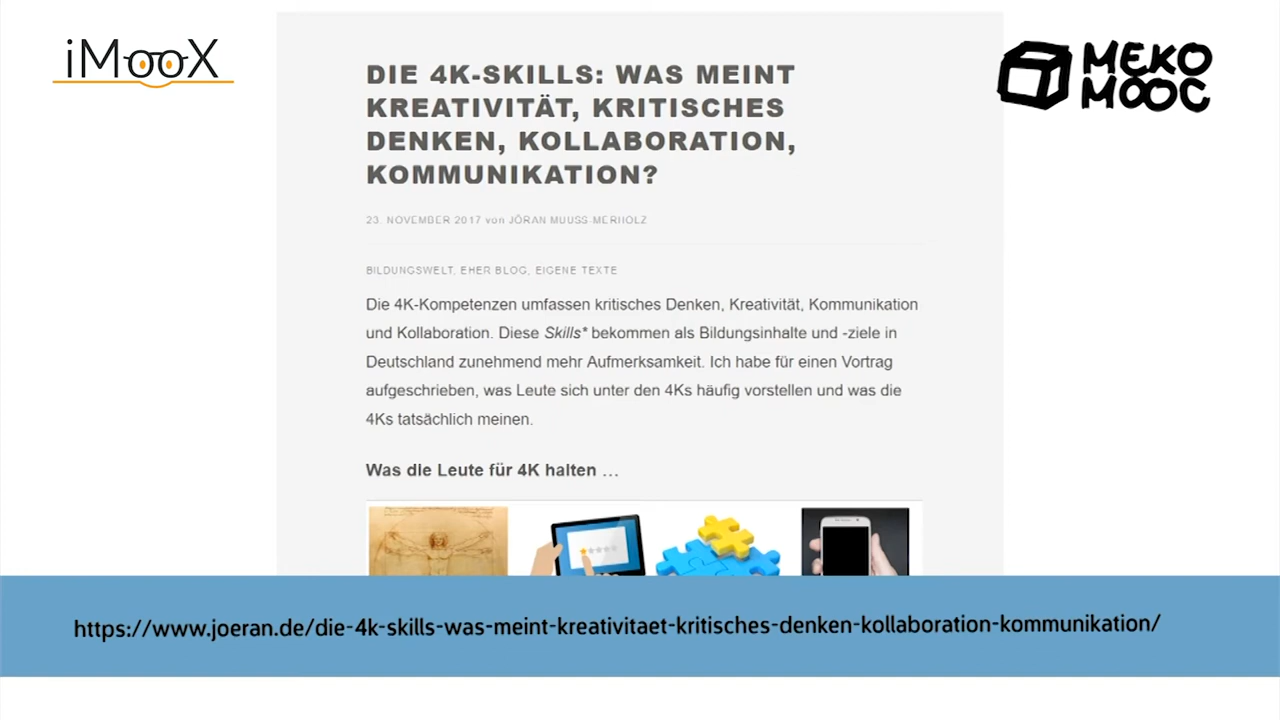 iMooX
MEKO
MOOC
DIE 4K-SKILLS: WAS MEINT
KREATIVITÄT, KRITISCHES
DENKEN, KOLLABORATION,
KOMMUNIKATION?
23. NOVEMBER 2017 von JÖRAN MUUSS-MERHOLZ
BILDUNGSWELT, EHER BLOG, EIGENE TEXTE
Die 4K-Kompetenzen umfassen kritisches Denken, Kreativität, Kommunikation
und Kollaboration. Diese Skills* bekommen als Bildungsinhalte und -ziele in
Deutschland zunehmend mehr Aufmerksamkeit. Ich habe für einen Vortrag
aufgeschrieben, was Leute sich unter den 4Ks häufig vorstellen und was die
4Ks tatsächlich meinen.
Was die Leute für 4K halten …
https://www.joeran.de/die-4k-skills-was-meint-kreativitaet-kritisches-denken-kollaboration-kommunikation/